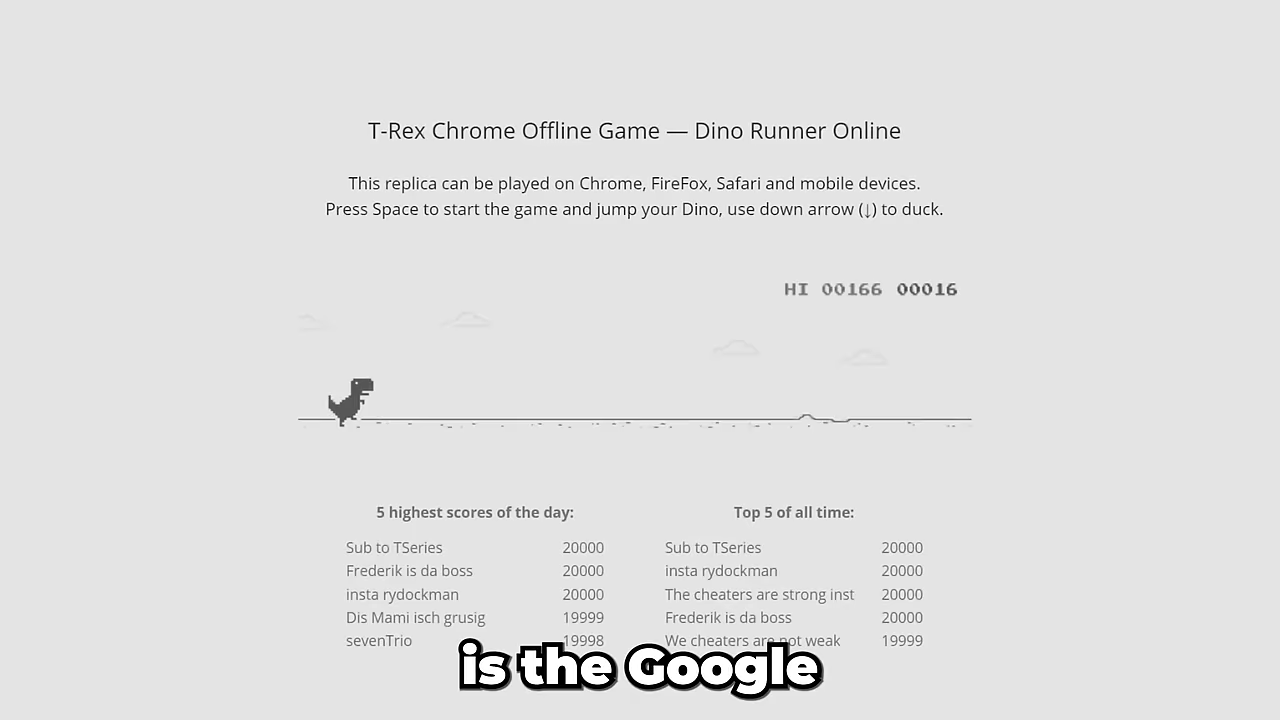 T-Rex Chrome Offline Game — Dino Runner Online
This replica can be played on Chrome, FireFox, Safari and mobile devices.
Press Space to start the game and jump your Dino, use down arrow (↓) to duck.
HI 00166 00016
5 highest scores of the day:
Sub to TSeries 20000
Frederik is da boss 20000
insta rydockman 20000
Dis Mami isch grusig 19999
sevenTrio 19998
Top 5 of all time:
Sub to TSeries 20000
insta rydockman 20000
The cheaters are strong inst 20000
Frederik is da boss 20000
We cheaters are not weak 19999
is the Google